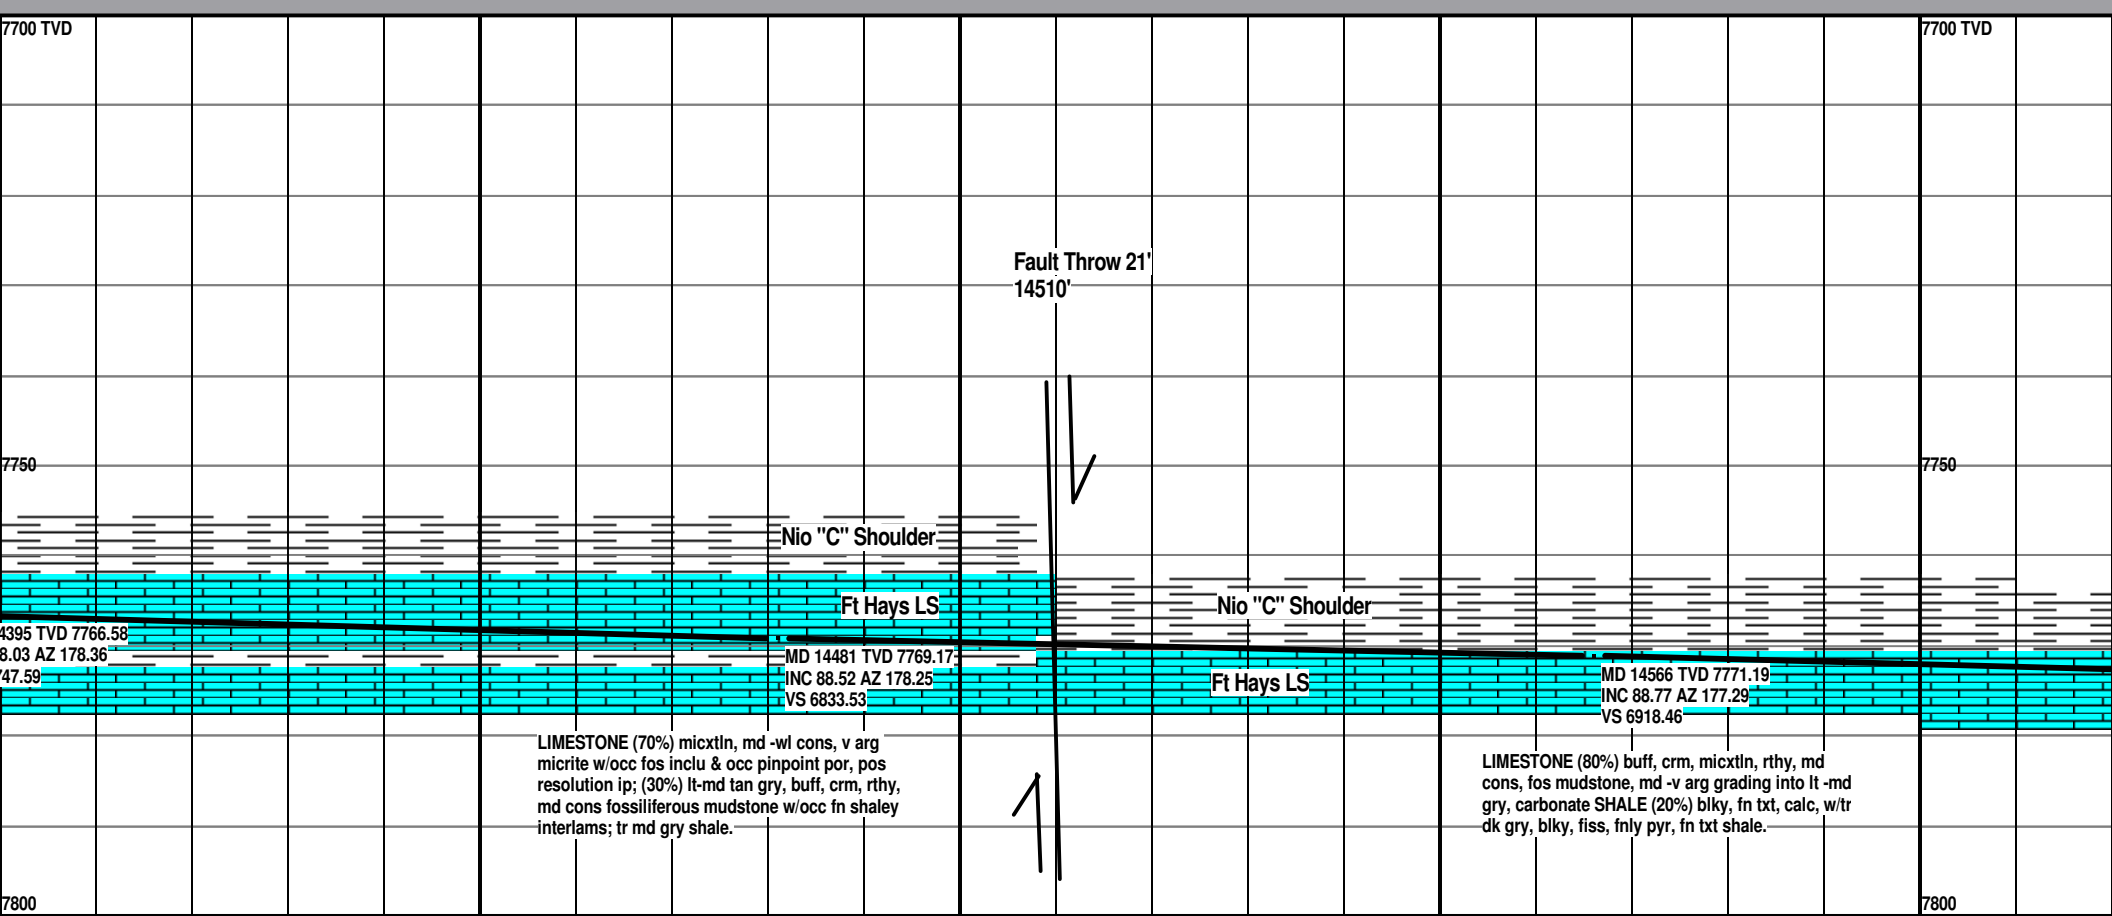 7700 TVD
7700 TVD
Fault Throw 21'
14510'
7750
7750
Nio "C" Shoulder
Ft Hays LS
Nio "C" Shoulder
4395 TVD 7766.58
8.03 AZ 178.36
747.59
MD 14481 TVD 7769.17
INC 88.52 AZ 178.25
VS 6833.53
Ft Hays LS
MD 14566 TVD 7771.19
INC 88.77 AZ 177.29
VS 6918.46
LIMESTONE (70%) micxtln, md -wl cons, v arg
micrite w/occ fos inclu & occ pinpoint por, pos
resolution ip; (30%) lt-md tan gry, buff, crm, rthy,
md cons fossiliferous mudstone w/occ fn shaley
interlams; tr md gry shale.
LIMESTONE (80%) buff, crm, micxtln, rthy, md
cons, fos mudstone, md -v arg grading into lt -md
gry, carbonate SHALE (20%) blky, fn txt, calc, w/tr
dk gry, blky, fiss, fnly pyr, fn txt shale.
7800
7800